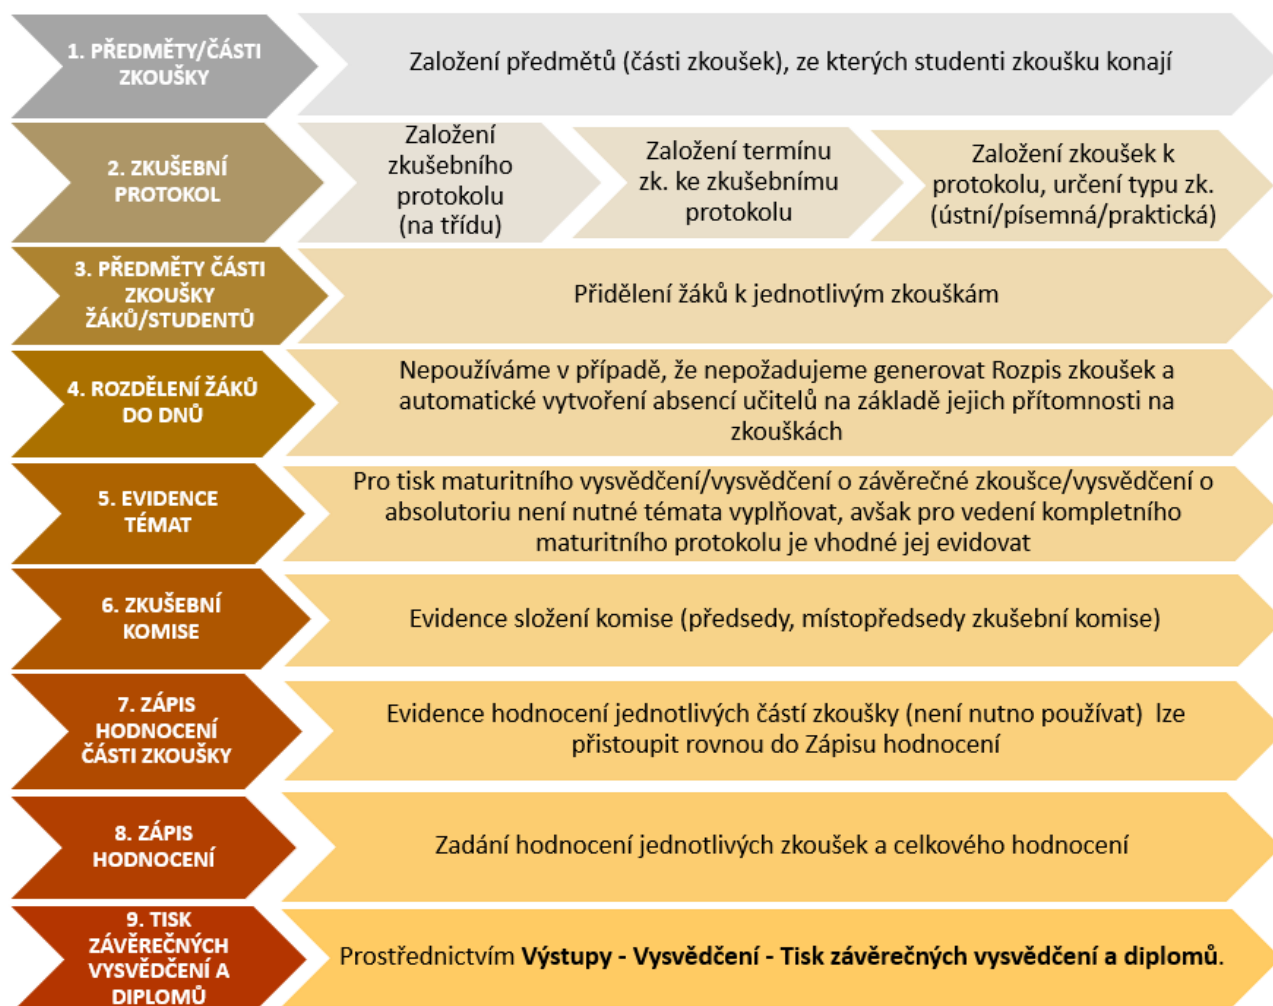 1. PŘEDMĚTY/ČÁSTI
ZKOUŠKY
Založení předmětů (části zkoušek), ze kterých studenti zkoušku konají
2. ZKUŠEBNÍ
PROTOKOL
Založení
zkušebního
protokolu
(na třídu)
Založení termínu
zk. ke zkušebnímu
protokolu
Založení zkoušek k
protokolu, určení typu zk.
(ústní/písemná/praktická)
3. PŘEDMĚTY ČÁSTI
ZKOUŠKY
ŽÁKŮ/STUDENTŮ
Přidělení žáků k jednotlivým zkouškám
4. ROZDĚLENÍ ŽÁKŮ
DO DNŮ
Nepoužíváme v případě, že nepožadujeme generovat Rozpis zkoušek a
automatické vytvoření absencí učitelů na základě jejich přítomnosti na
zkouškách
5. EVIDENCE
TÉMAT
Pro tisk maturitního vysvědčení/vysvědčení o závěrečné zkoušce/vysvědčení o
absolutoriu není nutné témata vyplňovat, avšak pro vedení kompletního
maturitního protokolu je vhodné jej evidovat
6. ZKUŠEBNÍ
KOMISE
Evidence složení komise (předsedy, místopředsedy zkušební komise)
7. ZÁPIS
HODNOCENÍ
ČÁSTI ZKOUŠKY
Evidence hodnocení jednotlivých částí zkoušky (není nutno používat) lze
přistoupit rovnou do Zápisu hodnocení
8. ZÁPIS
HODNOCENÍ
Zadání hodnocení jednotlivých zkoušek a celkového hodnocení
9. TISK
ZÁVĚREČNÝCH
VYSVĚDČENÍ A
DIPLOMŮ
Prostřednictvím Výstupy - Vysvědčení - Tisk závěrečných vysvědčení a diplomů.